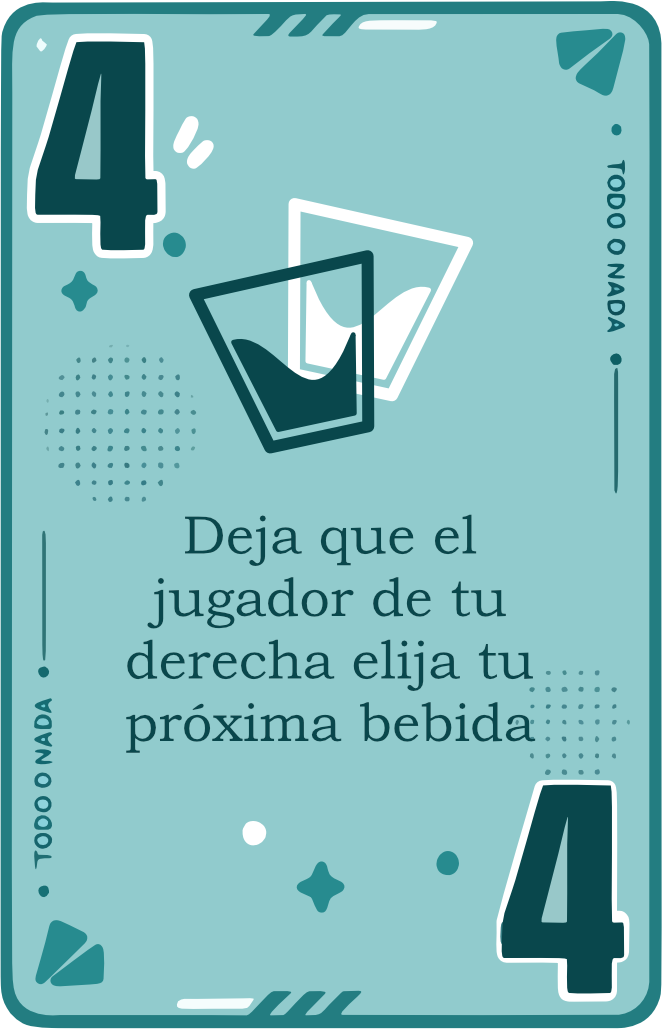 4
TODO O NADA
Deja que el
jugador de tu
derecha elija tu
próxima bebida
TODO O NADA
4